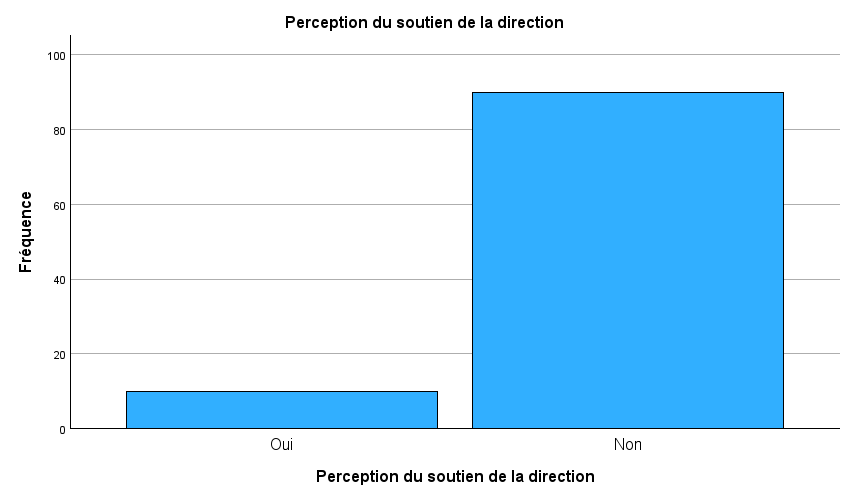 Perception du soutien de la direction
100
80
60
40
20
0
Fréquence
Oui
Non
Perception du soutien de la direction